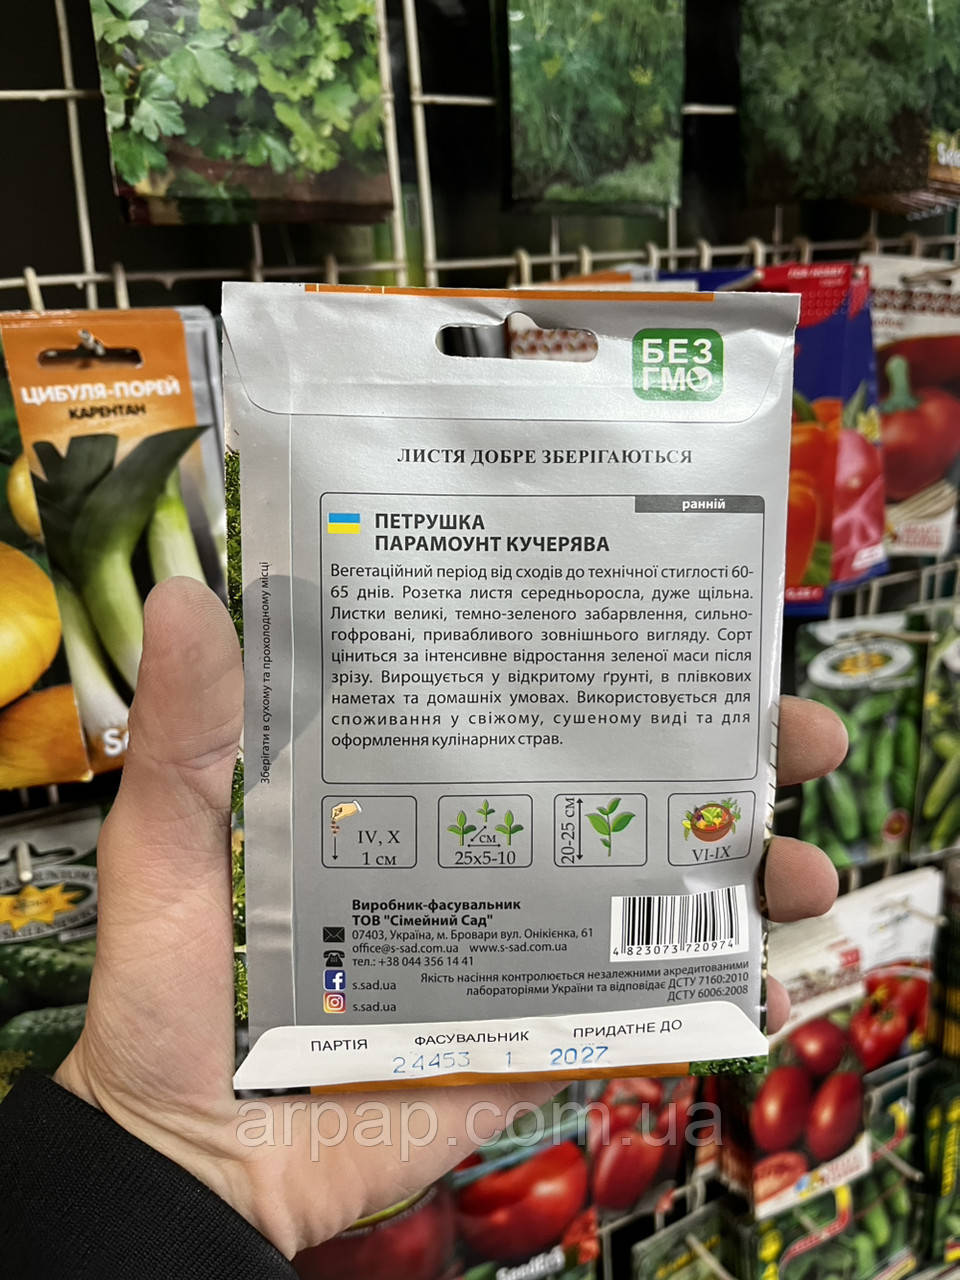 ЦИБУЛЯ-ПОРЕЙ
КАРЕНТАН
БЕЗ
ГМО
ЛИСТЯ ДОБРЕ ЗБЕРІГАЮТЬСЯ
ранній
ПЕТРУШКА
ПАРАМОУНТ КУЧЕРЯВА
Вегетаційний період від сходів до технічної стиглості 60-
65 днів. Розетка листя середньоросла, дуже щільна.
Листки великі, темно-зеленого забарвлення, сильно-
гофровані, привабливого зовнішнього вигляду. Сорт
ціниться за інтенсивне відростання зеленої маси після
зрізу. Вирощується у відкритому ґрунті, в плівкових
наметах та домашніх умовах. Використовується для
споживання у свіжому, сушеному виді та для
оформлення кулінарних страв.
Зберігати в сухому та прохолодному місці
IV, X
1 см
см
25х5-10
20-25 см
VI-IX
Виробник-фасувальник
ТОВ "Сімейний Сад"
07403, Україна, м. Бровари вул. Онікієнка, 61
office@s-sad.com.ua www.s-sad.com.ua
тел.: +38 044 356 14 41
s.sad.ua
s.sad.ua
4 823073 720974
Якість насіння контролюється незалежними акредитованими
лабораторіями України та відповідає ДСТУ 7160:2010
ДСТУ 6006:2008
ПАРТІЯ ФАСУВАЛЬНИК ПРИДАТНЕ ДО
24453 1 2027
arpap.com.ua